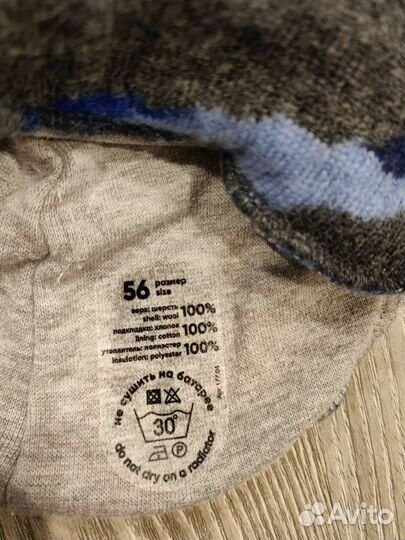 56 размер
size
верх: шерсть 100%
shell: wool
подкладка: хлопок 100%
lining: cotton
утеплитель: полиэстер 100%
insulation: polyester
не сушить на батарее
30°
P
do not dry on a radiator
Avito